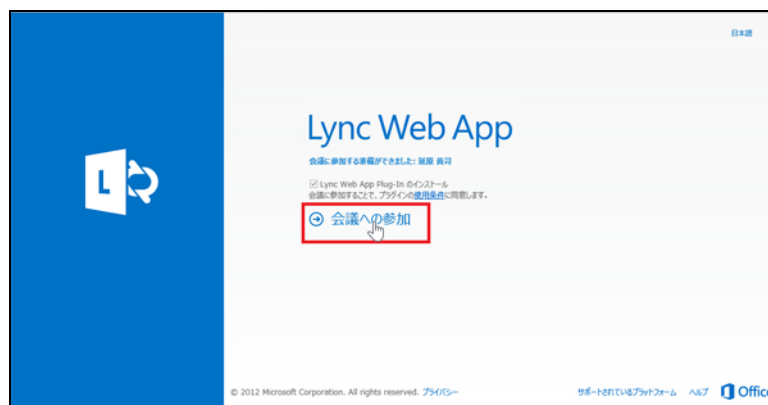 日本語
Lync Web App
会議に参加する準備ができました: 萩原 眞司
Lync Web App Plug-In のインストール
会議に参加することで、プラグインの使用条件に同意します。
会議への参加
© 2012 Microsoft Corporation. All rights reserved. プライバシー
サポートされているプラットフォーム ヘルプ Office